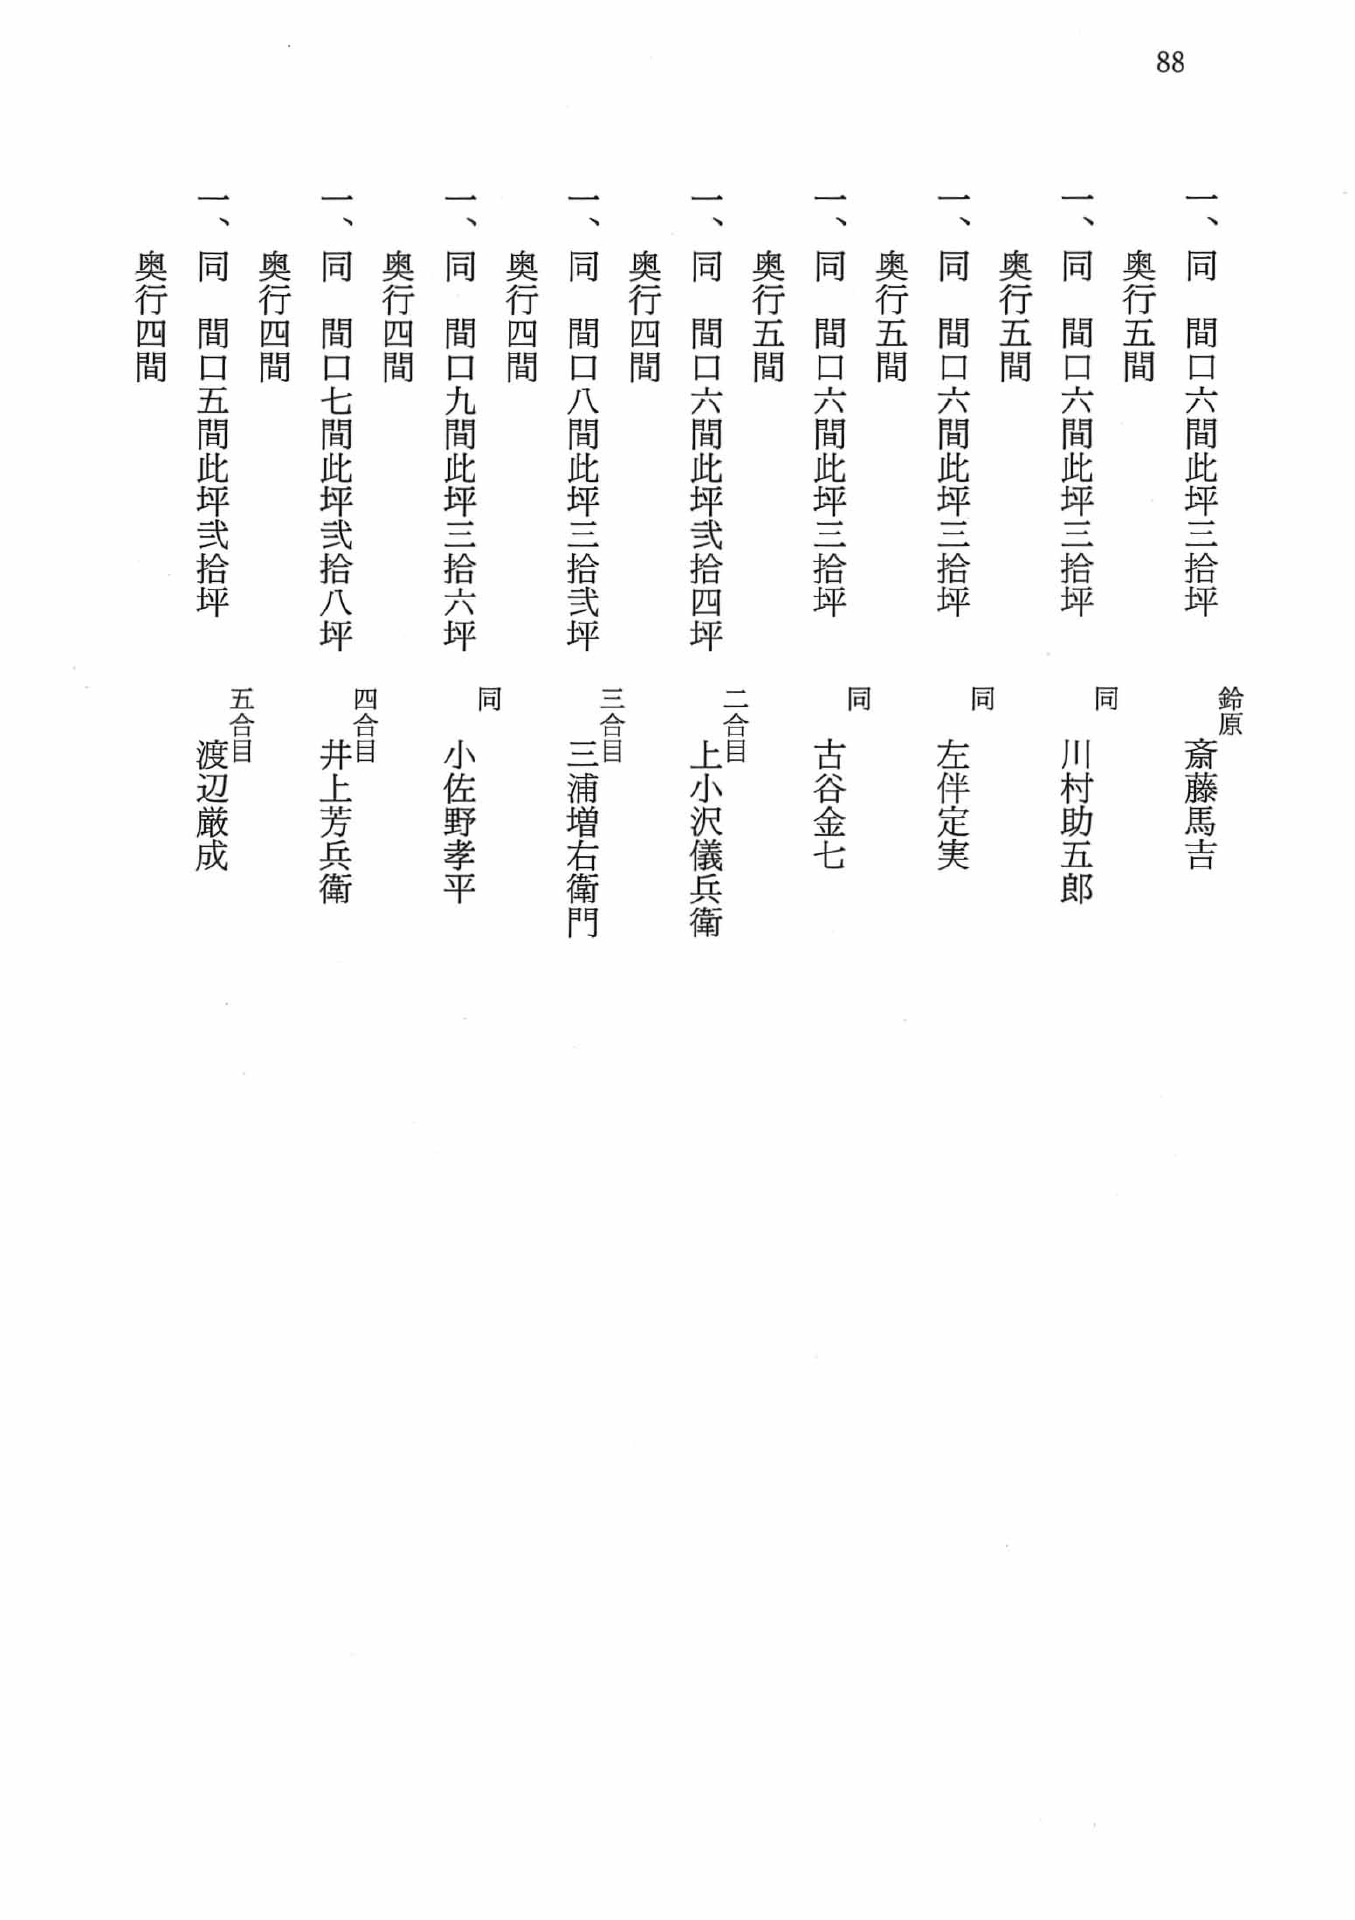 88
一、同　間口六間此坪三拾坪　鈴原　斎藤馬吉
奥行五間
一、同　間口六間此坪三拾坪　同　川村助五郎
奥行五間
一、同　間口六間此坪三拾坪　同　左伴定実
奥行五間
一、同　間口六間此坪三拾坪　同　古谷金七
奥行五間
一、同　間口六間此坪弐拾四坪　二合目　上小沢儀兵衛
奥行四間
一、同　間口八間此坪三拾弐坪　三合目　三浦増右衛門
奥行四間
一、同　間口九間此坪三拾六坪　同　小佐野孝平
奥行四間
一、同　間口七間此坪弐拾八坪　四合目　井上芳兵衛
奥行四間
一、同　間口五間此坪弐拾坪　五合目　渡辺厳成
奥行四間